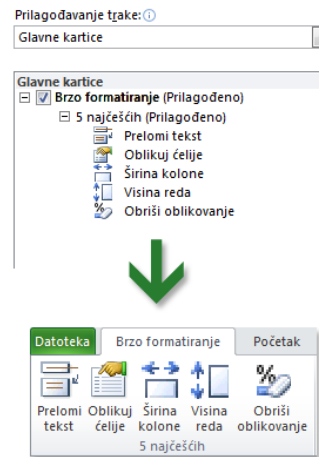 Prilagođavanje trake:
Glavne kartice
Glavne kartice
Brzo formatiranje (Prilagođeno)
5 najčešćih (Prilagođeno)
Prelomi tekst
Oblikuj ćelije
Širina kolone
Visina reda
Obriši oblikovanje
Datoteka Brzo formatiranje Početak
Prelomi Oblikuj Širina Visina Obriši
tekst ćelije kolone reda oblikovanje
5 najčešćih